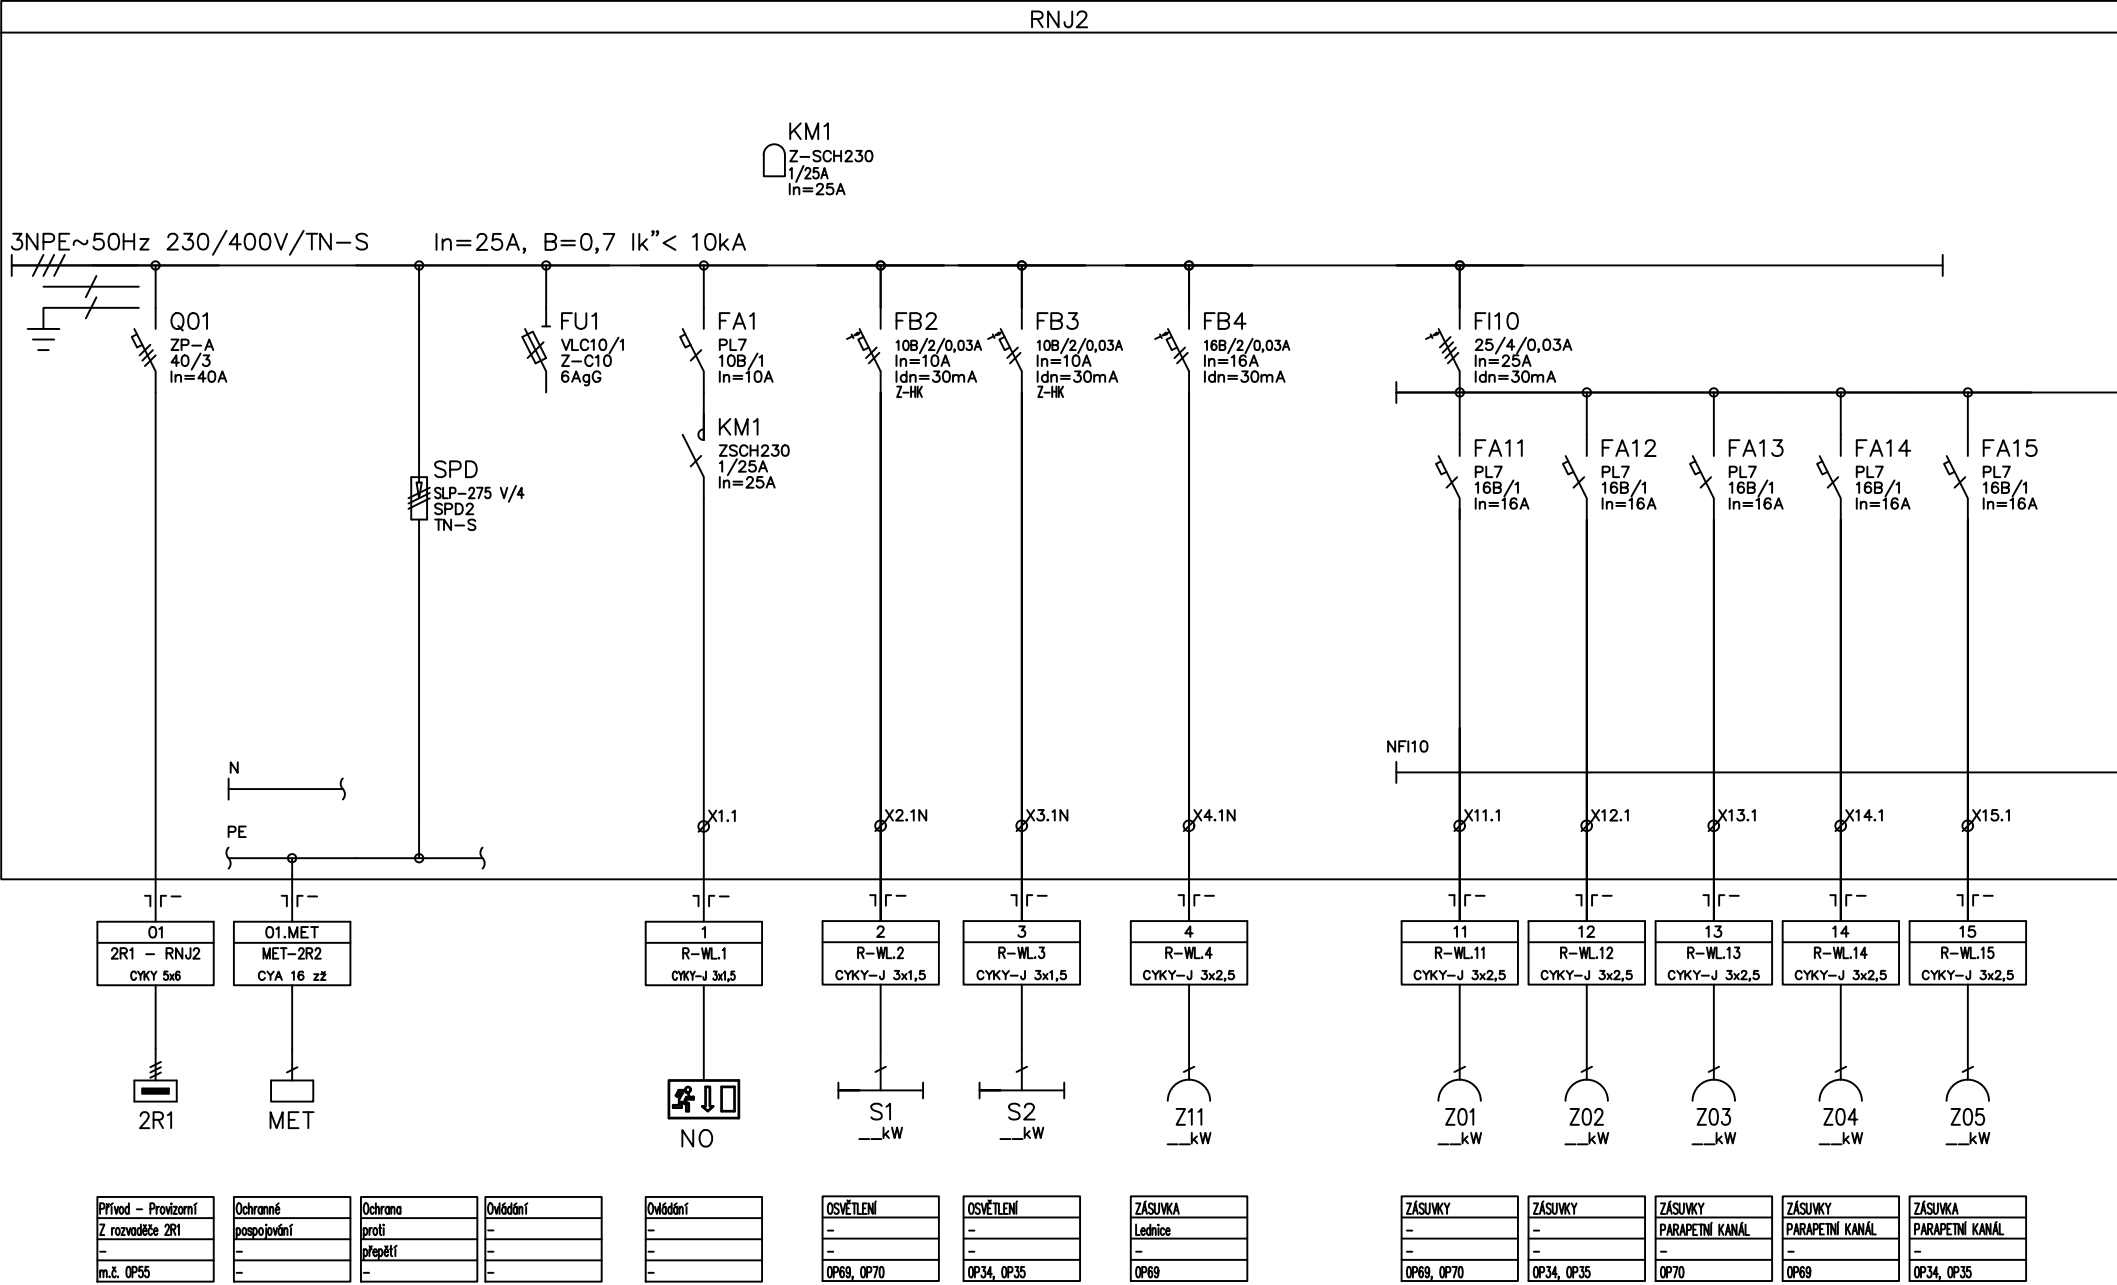 RNJ2
KM1
Z-SCH230
1/25A
In=25A
3NPE~50Hz 230/400V/TN-S
In=25A, B=0,7 Ik"< 10kA
Q01
ZP-A
40/3
In=40A
FU1
VLC10/1
Z-C10
6AgG
FA1
PL7
10B/1
In=10A
FB2
10B/2/0,03A
In=10A
Idn=30mA
Z-HK
FB3
10B/2/0,03A
In=10A
Idn=30mA
Z-HK
FB4
16B/2/0,03A
In=16A
Idn=30mA
FI10
25/4/0,03A
In=25A
Idn=30mA
KM1
ZSCH230
1/25A
In=25A
SPD
SLP-275 V/4
SPD2
TN-S
FA11
PL7
16B/1
In=16A
FA12
PL7
16B/1
In=16A
FA13
PL7
16B/1
In=16A
FA14
PL7
16B/1
In=16A
FA15
PL7
16B/1
In=16A
NFI10
N
PE
X1.1
X2.1N
X3.1N
X4.1N
X11.1
X12.1
X13.1
X14.1
X15.1
01
2R1 - RNJ2
CYKY 5x6
01.MET
MET-2R2
CYA 16 zž
1
R-WL.1
CYKY-J 3x1,5
2
R-WL.2
CYKY-J 3x1,5
3
R-WL.3
CYKY-J 3x1,5
4
R-WL.4
CYKY-J 3x2,5
11
R-WL.11
CYKY-J 3x2,5
12
R-WL.12
CYKY-J 3x2,5
13
R-WL.13
CYKY-J 3x2,5
14
R-WL.14
CYKY-J 3x2,5
15
R-WL.15
CYKY-J 3x2,5
2R1
MET
NO
S1
__kW
S2
__kW
Z11
__kW
Z01
__kW
Z02
__kW
Z03
__kW
Z04
__kW
Z05
__kW
Přívod - Provizorní
Z rozvaděče 2R1
-
m.č. 0P55
Ochranné
pospojování
-
-
Ochrana
proti
přepětí
-
Ovládání
-
-
-
Ovládání
-
-
-
OSVĚTLENÍ
-
-
0P69, 0P70
OSVĚTLENÍ
-
-
0P34, 0P35
ZÁSUVKA
Lednice
-
0P69
ZÁSUVKY
-
-
0P69, 0P70
ZÁSUVKY
-
-
0P34, 0P35
ZÁSUVKY
PARAPETNÍ KANÁL
-
0P70
ZÁSUVKY
PARAPETNÍ KANÁL
-
0P69
ZÁSUVKA
PARAPETNÍ KANÁL
-
0P34, 0P35